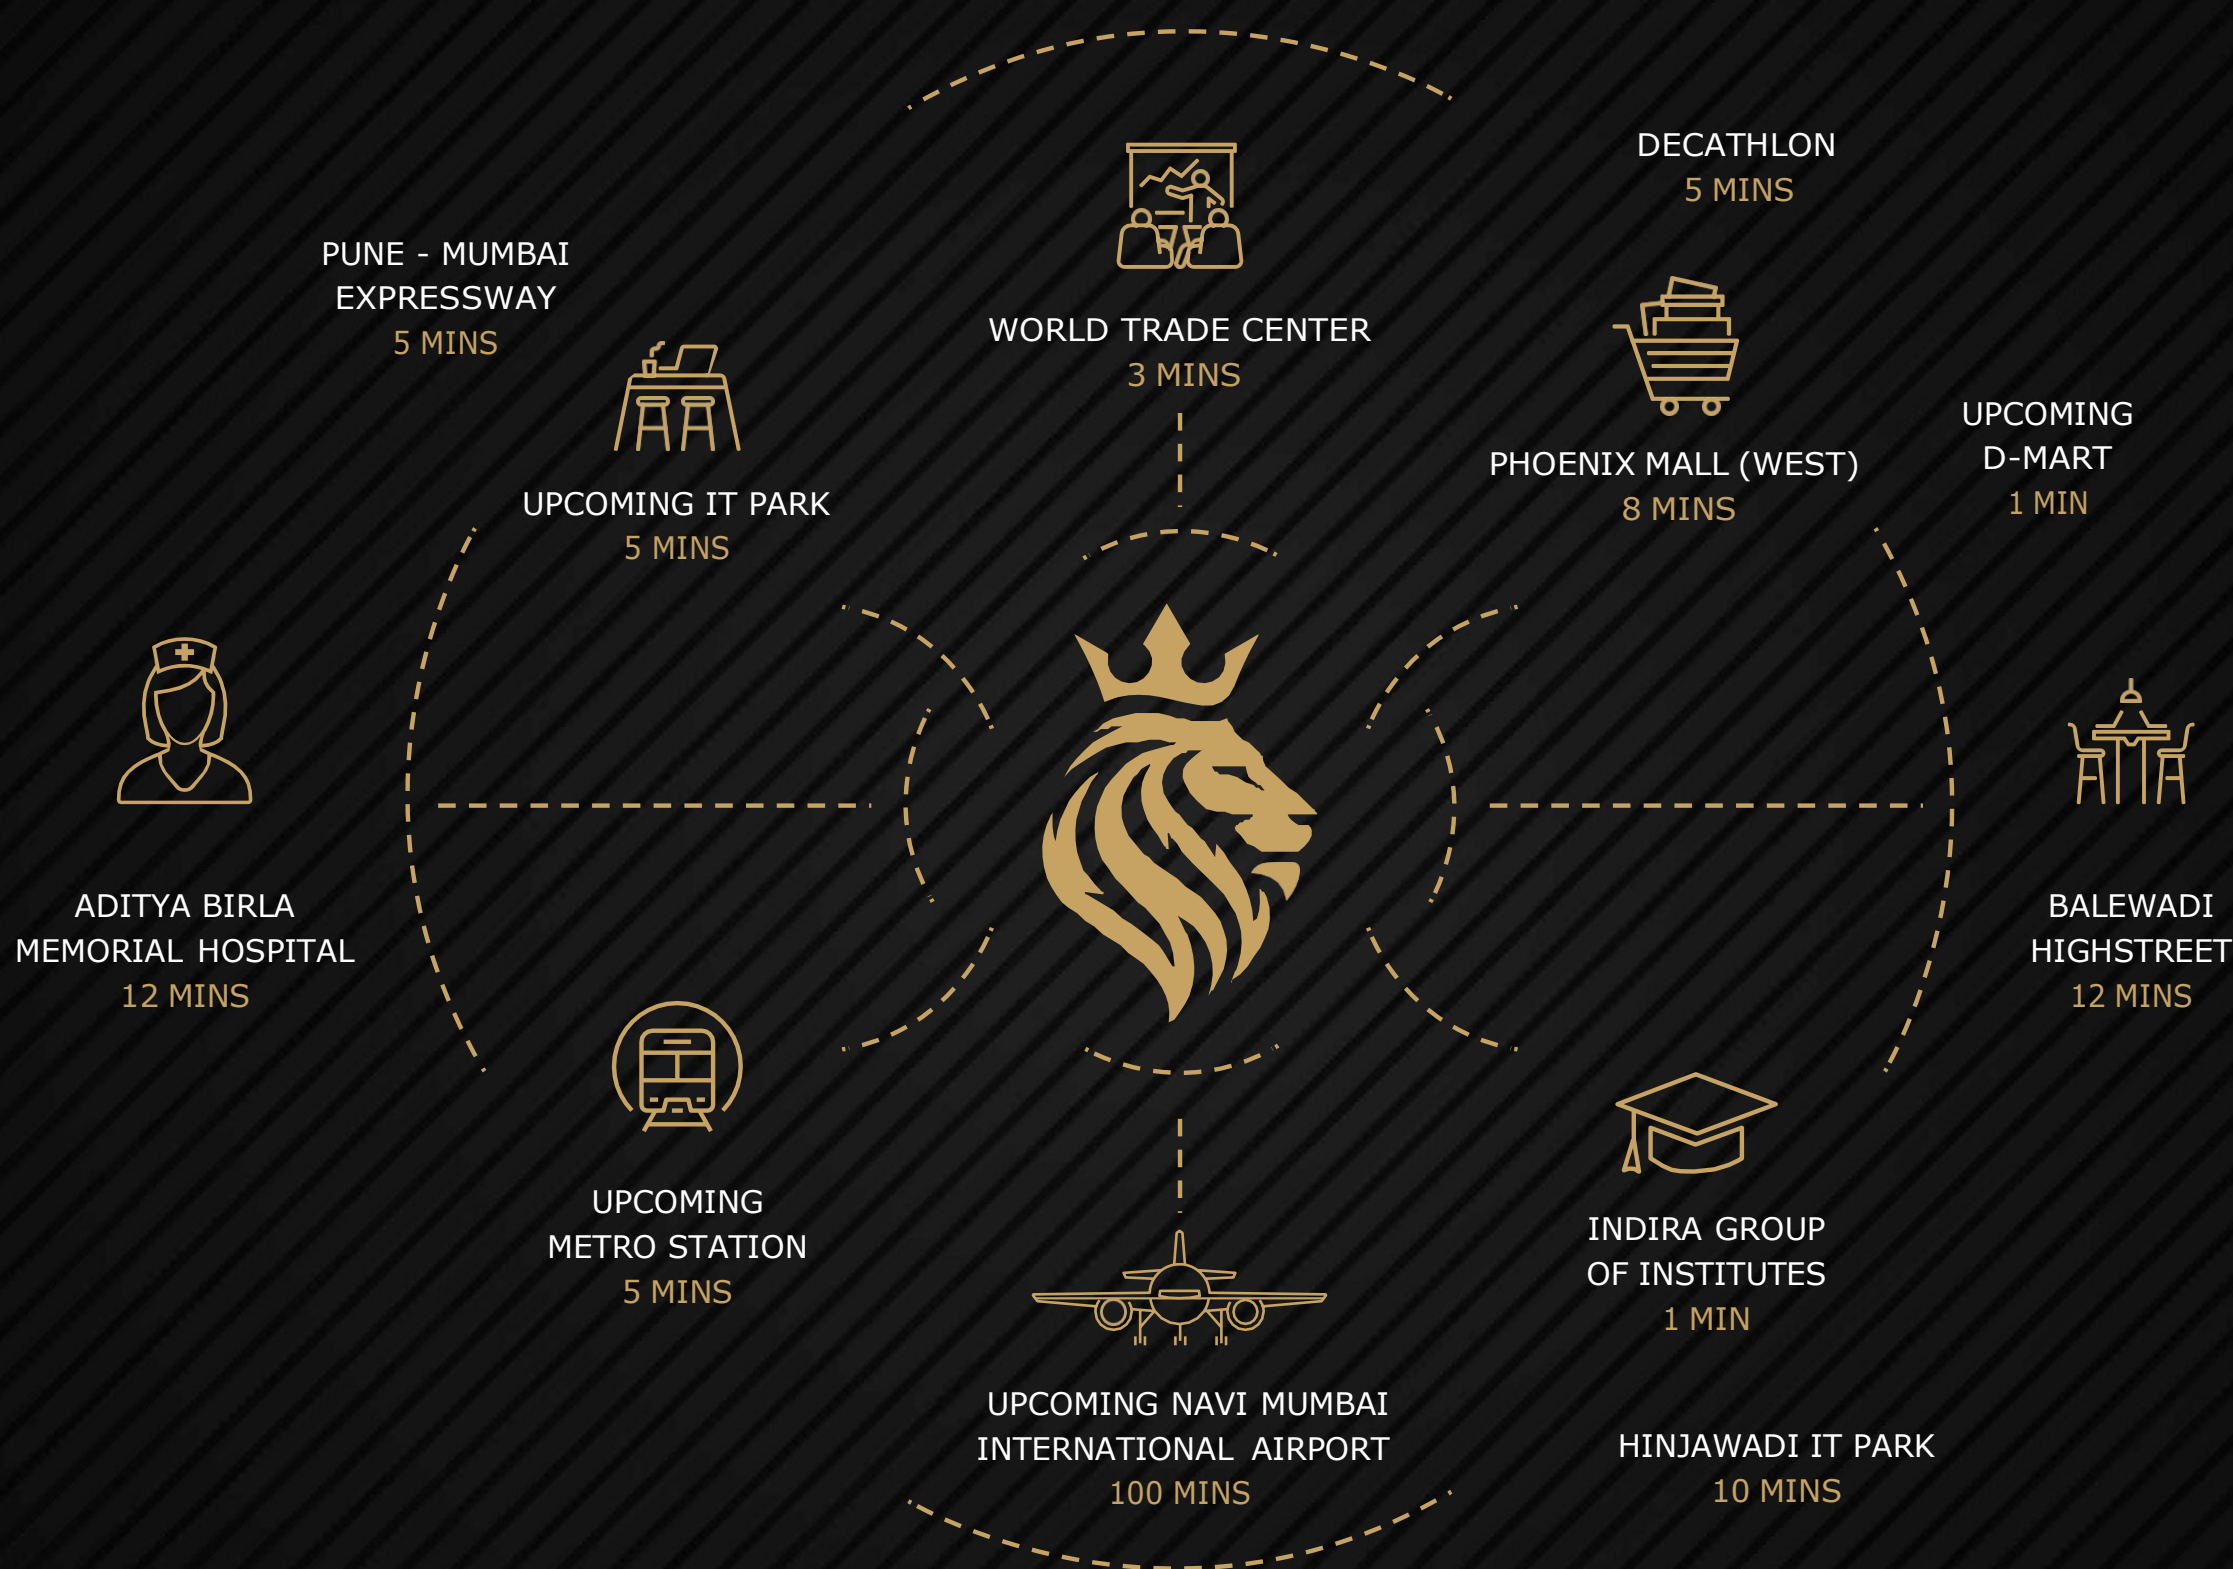 DECATHLON
5 MINS
PUNE - MUMBAI
EXPRESSWAY
5 MINS
WORLD TRADE CENTER
3 MINS
UPCOMING
D-MART
1 MIN
PHOENIX MALL (WEST)
8 MINS
UPCOMING IT PARK
5 MINS
ADITYA BIRLA
MEMORIAL HOSPITAL
12 MINS
BALEWADI
HIGHSTREET
12 MINS
UPCOMING
METRO STATION
5 MINS
INDIRA GROUP
OF INSTITUTES
1 MIN
UPCOMING NAVI MUMBAI
INTERNATIONAL AIRPORT
100 MINS
HINJAWADI IT PARK
10 MINS